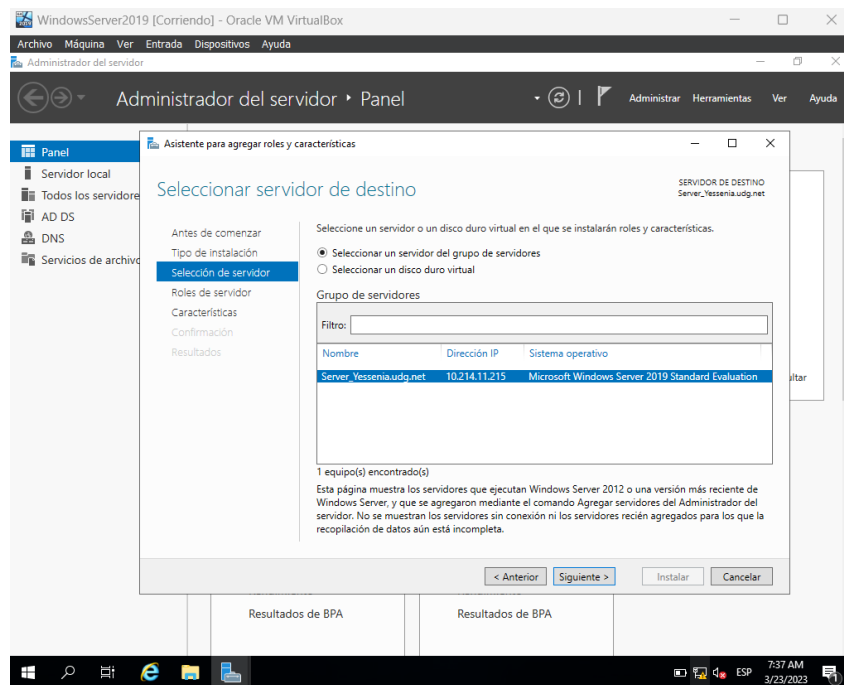 WindowsServer2019 [Corriendo] - Oracle VM VirtualBox
Archivo Máquina Ver Entrada Dispositivos Ayuda
Administrador del servidor
Administrador del servidor Panel
Administrar Herramientas Ver Ayuda
Panel
Servidor local
Todos los servidore
AD DS
DNS
Servicios de archivo
Asistente para agregar roles y características
Seleccionar servidor de destino
SERVIDOR DE DESTINO
Server_Yessenia.udg.net
Antes de comenzar
Tipo de instalación
Selección de servidor
Roles de servidor
Características
Confirmación
Resultados
Seleccione un servidor o un disco duro virtual en el que se instalarán roles y características.
Seleccionar un servidor del grupo de servidores
Seleccionar un disco duro virtual
Grupo de servidores
Filtro:
Nombre Dirección IP Sistema operativo
Server_Yessenia.udg.net 10.214.11.215 Microsoft Windows Server 2019 Standard Evaluation
1 equipo(s) encontrado(s)
Esta página muestra los servidores que ejecutan Windows Server 2012 o una versión más reciente de
Windows Server, y que se agregaron mediante el comando Agregar servidores del Administrador del
servidor. No se muestran los servidores sin conexión ni los servidores recién agregados para los que la
recopilación de datos aún está incompleta.
< Anterior Siguiente > Instalar Cancelar
ultar
Resultados de BPA Resultados de BPA
ESP
7:37 AM
3/23/2023
1